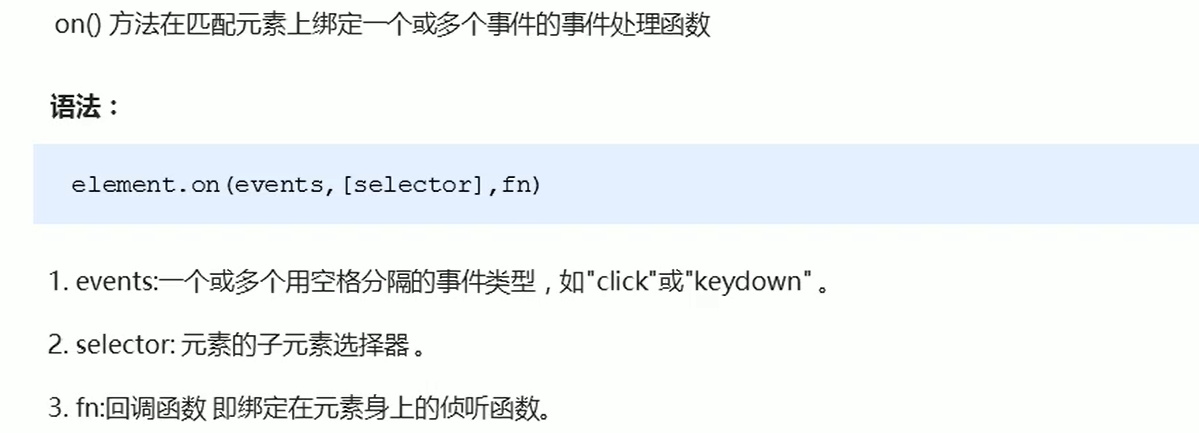 on() 方法在匹配元素上绑定一个或多个事件的事件处理函数
语法：
element.on(events,[selector],fn)
1. events:一个或多个用空格分隔的事件类型，如"click"或"keydown" 。
2. selector: 元素的子元素选择器 。
3. fn:回调函数 即绑定在元素身上的侦听函数。